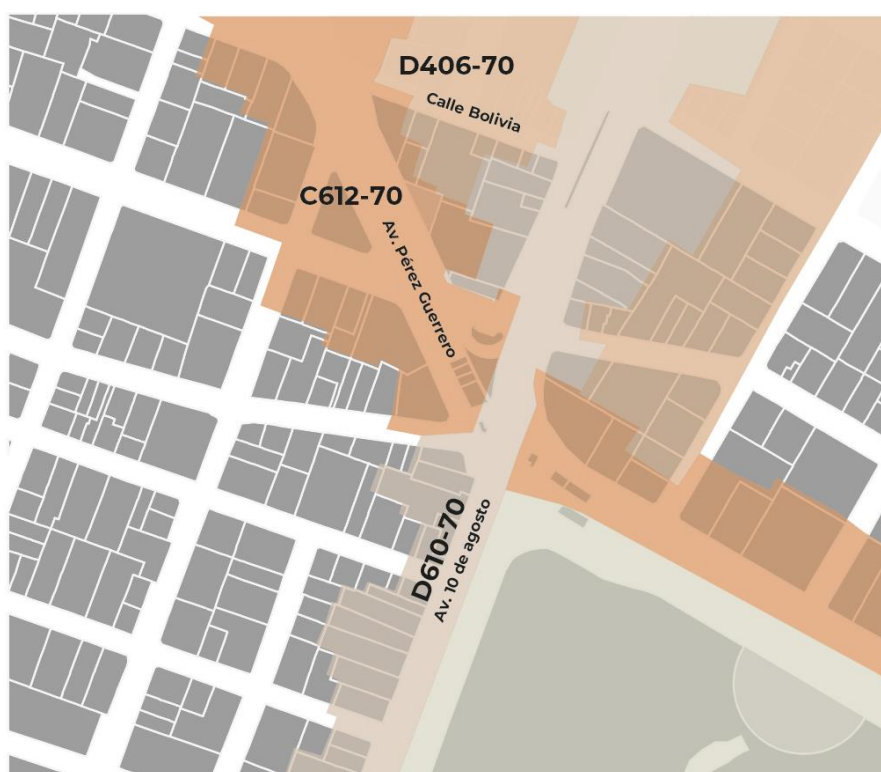 D406-70
Calle Bolivia
C612-70
Av. Pérez Guerrero
D610-70
Av. 10 de agosto